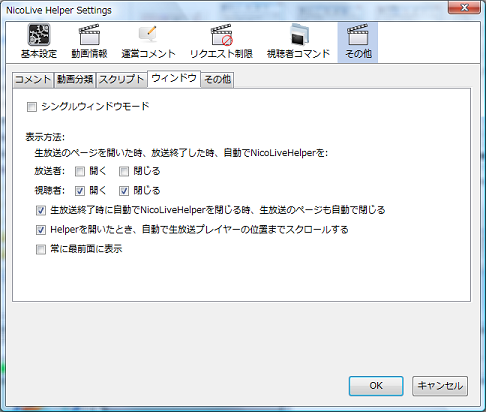 NicoLive Helper Settings
基本設定 動画情報 運営コメント リクエスト制限 視聴者コマンド その他
コメント 動画分類 スクリプト ウィンドウ その他
シングルウィンドウモード
表示方法:
生放送のページを開いた時、放送終了した時、自動でNicoLiveHelperを:
放送者: 開く 閉じる
視聴者: 開く 閉じる
生放送終了時に自動でNicoLiveHelperを閉じる時、生放送のページも自動で閉じる
Helperを開いたとき、自動で生放送プレイヤーの位置までスクロールする
常に最前面に表示
OK キャンセル